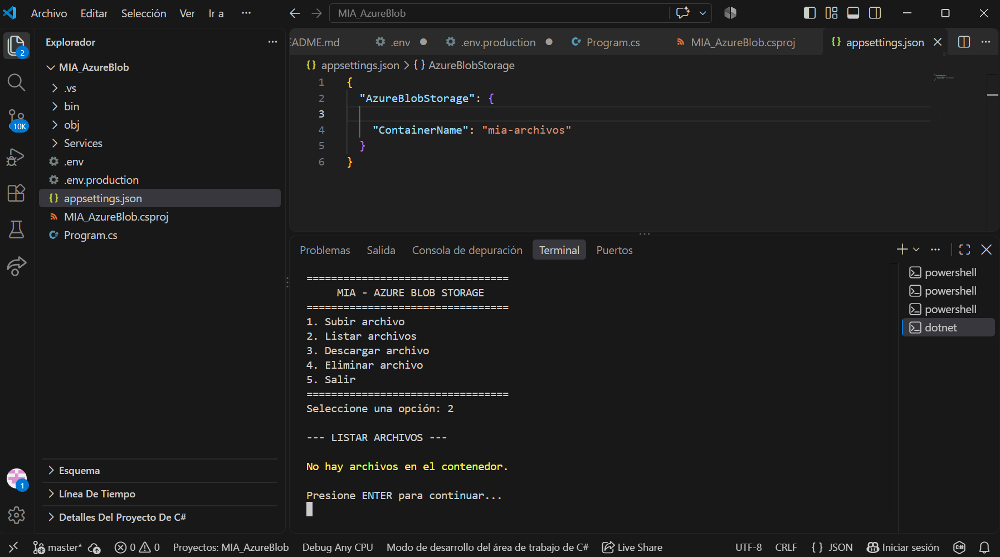 Archivo Editar Selección Ver Ir a ···
MIA_AzureBlob
Explorador
2
10K
MIA_AzureBlob
.vs
bin
obj
Services
.env
.env.production
appsettings.json
MIA_AzureBlob.csproj
Program.cs
Esquema
Línea De Tiempo
Detalles Del Proyecto De C#
1
EADME.md .env .env.production Program.cs MIA_AzureBlob.csproj {} appsettings.json
{} appsettings.json > {} AzureBlobStorage
1 {
2 "AzureBlobStorage": {
3
4 "ContainerName": "mia-archivos"
5 }
6 }
Problemas Salida Consola de depuración Terminal Puertos
powershell
powershell
powershell
dotnet
=================================
MIA - AZURE BLOB STORAGE
=================================
1. Subir archivo
2. Listar archivos
3. Descargar archivo
4. Eliminar archivo
5. Salir
=================================
Seleccione una opción: 2
--- LISTAR ARCHIVOS ---
No hay archivos en el contenedor.
Presione ENTER para continuar...
master* 0 0 Proyectos: MIA_AzureBlob Debug Any CPU Modo de desarrollo del área de trabajo de C# Live Share UTF-8 CRLF {} JSON Iniciar sesión